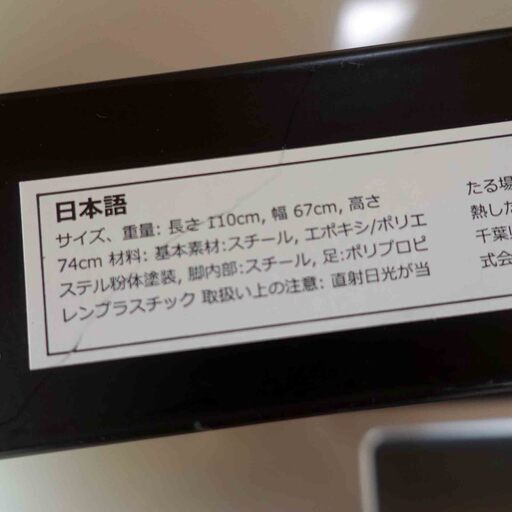 日本語
サイズ、重量: 長さ 110cm, 幅 67cm, 高さ
74cm 材料: 基本素材:スチール, エポキシ/ポリエ
ステル粉体塗装, 脚内部:スチール, 足:ポリプロピ
レンプラスチック 取扱い上の注意: 直射日光が当
たる場
熱した
千葉県
式会